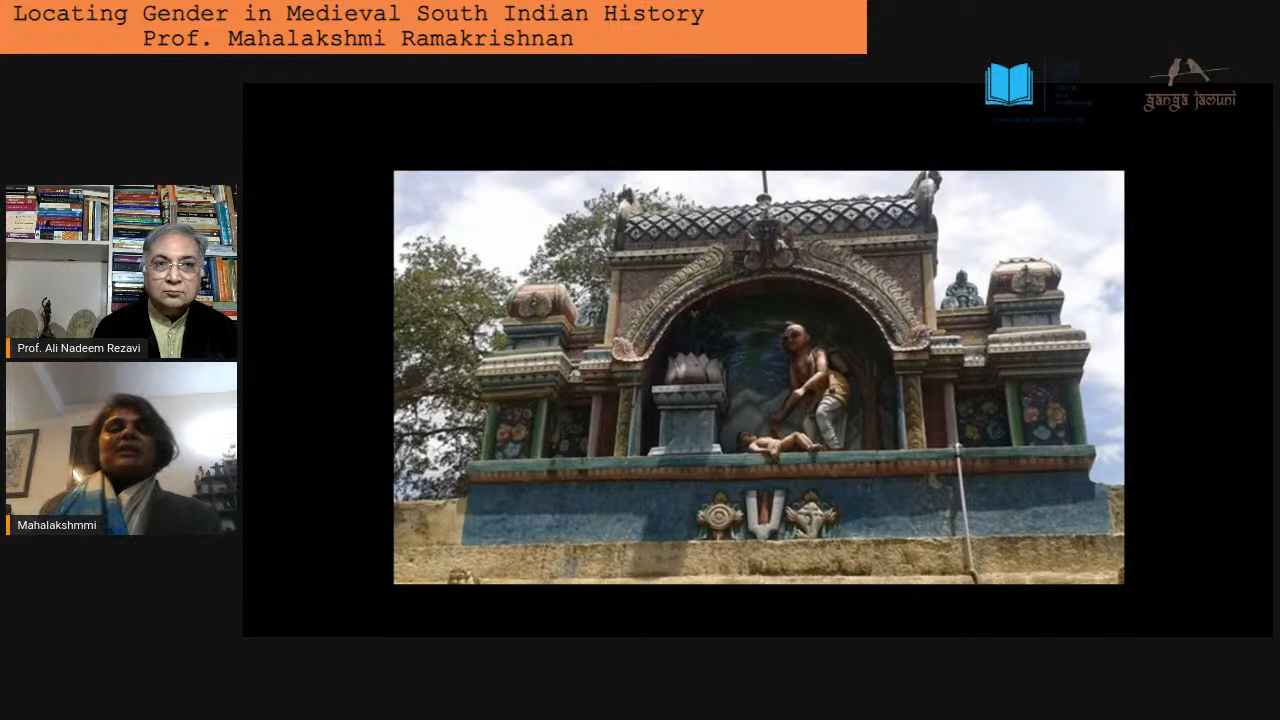 Locating Gender in Medieval South Indian History
Prof. Mahalakshmi Ramakrishnan
ganga jamuni
Prof. Ali Nadeem Rezavi
Mahalakshmmi